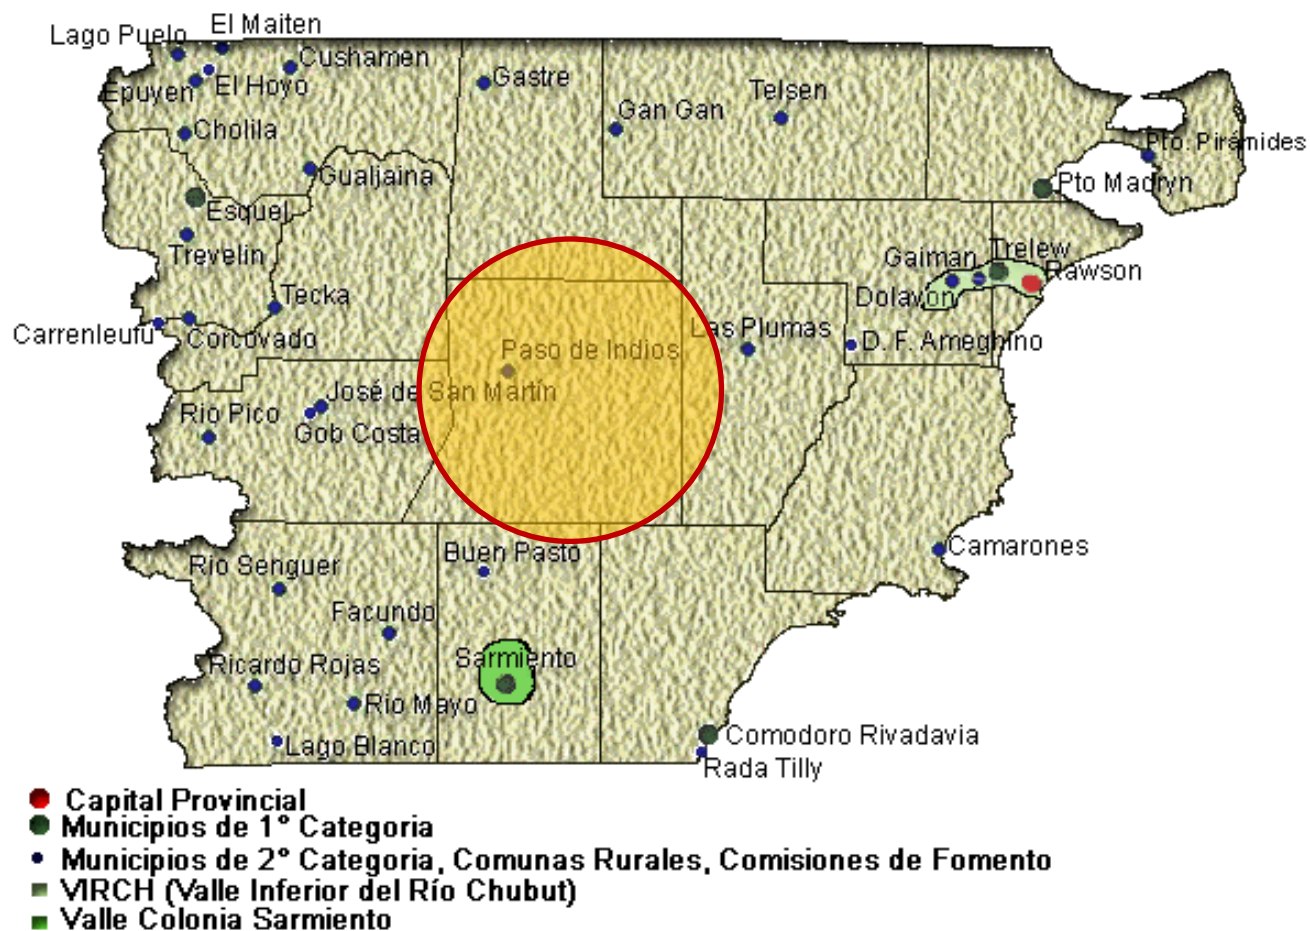 El Maiten
Lago Puelo
Cushamen
Epuyen
El Hoyo
Gastre
Telsen
Gan Gan
Cholila
Pto. Pirámides
Gualjaina
Pto Madryn
Esquel
Trevelin
Gaiman
Trelew
Rawson
Tecka
Dolavon
Carrenleufu
Corcovado
Las Plumas
D. F. Ameghino
Paso de Indios
José de San Martín
Rio Pico
Gob Costa
Camarones
Buen Pasto
Rio Senguer
Facundo
Sarmiento
Ricardo Rojas
Rio Mayo
Lago Blanco
Comodoro Rivadavia
Rada Tilly
Capital Provincial
Municipios de 1° Categoria
Municipios de 2° Categoria, Comunas Rurales, Comisiones de Fomento
VIRCH (Valle Inferior del Río Chubut)
Valle Colonia Sarmiento